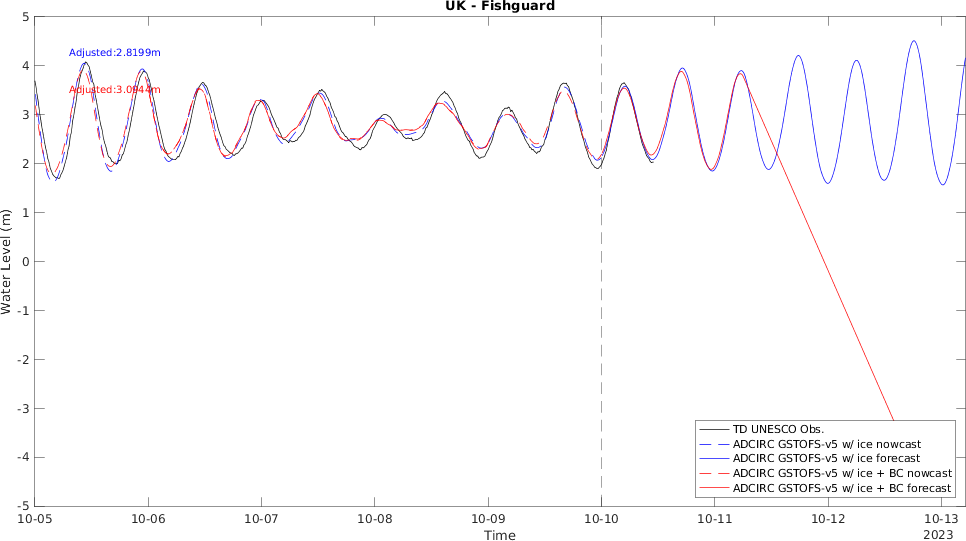 UK - Fishguard
5
4
3
2
1
0
-1
-2
-3
-4
-5
Water Level (m)
Adjusted:2.8199m
Adjusted:3.0944m
TD UNESCO Obs.
ADCIRC GSTOFS-v5 w/ ice nowcast
ADCIRC GSTOFS-v5 w/ ice forecast
ADCIRC GSTOFS-v5 w/ ice + BC nowcast
ADCIRC GSTOFS-v5 w/ ice + BC forecast
10-05 10-06 10-07 10-08 10-09 10-10 10-11 10-12 10-13
2023
Time